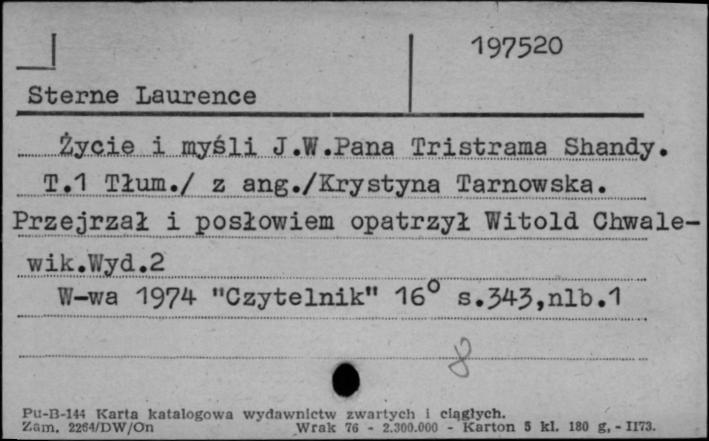 197520
Sterne Laurence
Życie i myśli J.W.Pana Tristrama Shandy.
T.1 Tłum./ z ang./Krystyna Tarnowska.
Przejrzał i posłowiem opatrzył Witold Chwale-
wik.Wyd.2
W-wa 1974 "Czytelnik" 16° s.343,nlb.1
8
Pu-B-144 Karta katalogowa wydawnictw zwartych i ciągłych.
Zam. 2264/DW/On Wrak 76 - 2.300.000 - Karton 5 kl. 180 g, - II73.